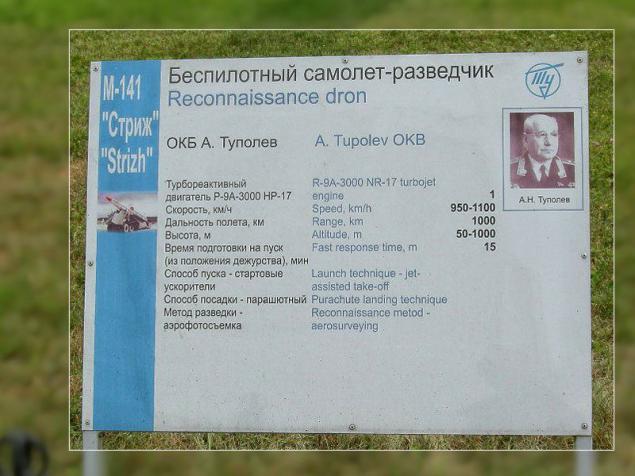 М-141
"Стриж"
"Strizh"
Беспилотный самолет-разведчик
Reconnaissance dron
ОКБ А. Туполев
A. Tupolev OKB
Ту
А.Н. Туполев
Турбореактивный
двигатель Р-9А-3000 НР-17
Скорость, км/ч
Дальность полета, км
Высота, м
Время подготовки на пуск
(из положения дежурства), мин
Способ пуска - стартовые
ускорители
Способ посадки - парашютный
Метод разведки -
аэрофотосъемка
R-9A-3000 NR-17 turbojet
engine 1
Speed, km/h 950-1100
Range, km 1000
Altitude, m 50-1000
Fast response time, m 15
Launch technique - jet-
assisted take-off
Purachute landing technique
Reconnaissance metod -
aerosurveying